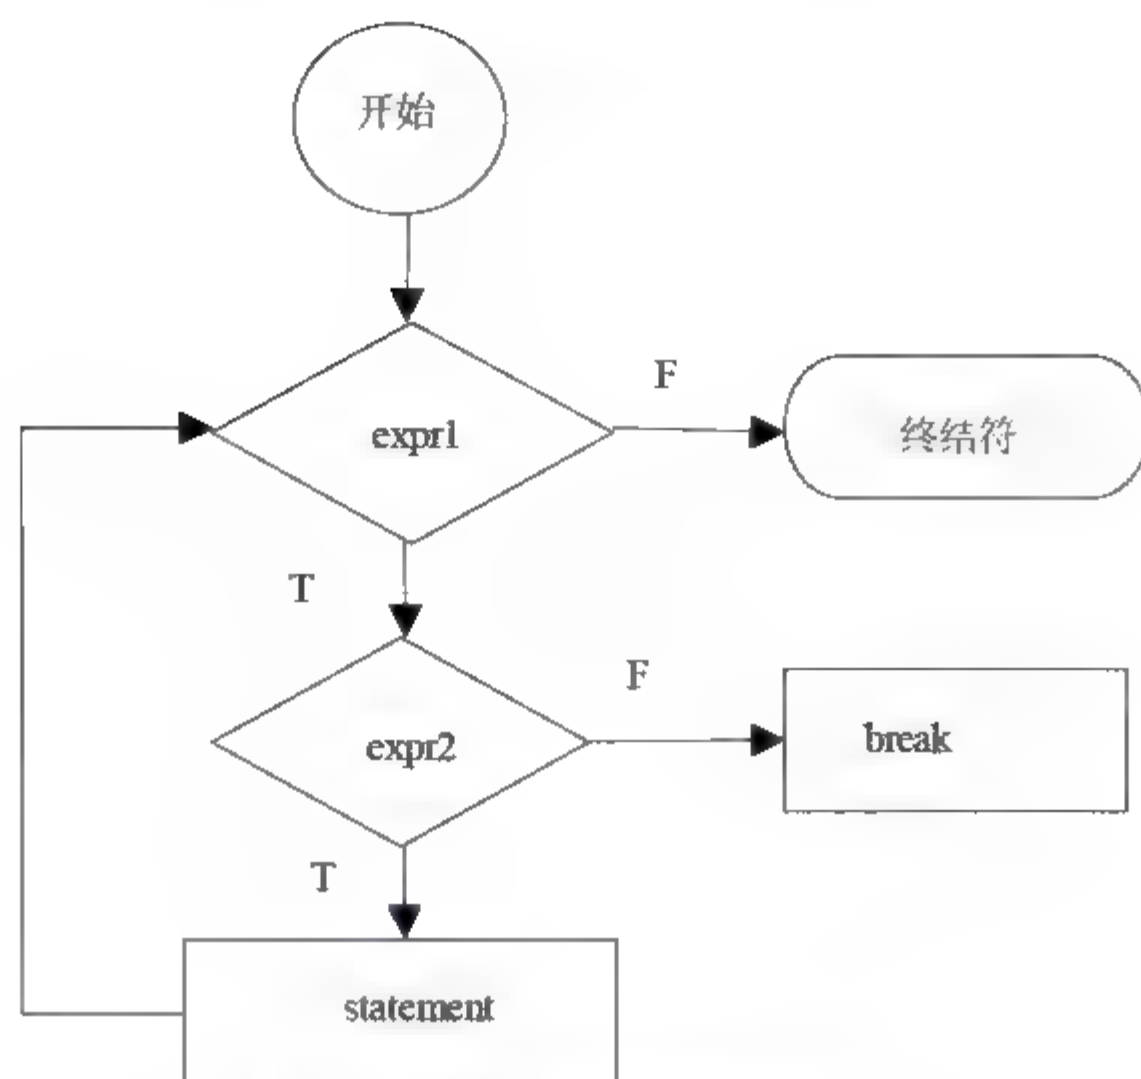 开始
F
expr1
终结符
T
F
expr2
break
T
statement